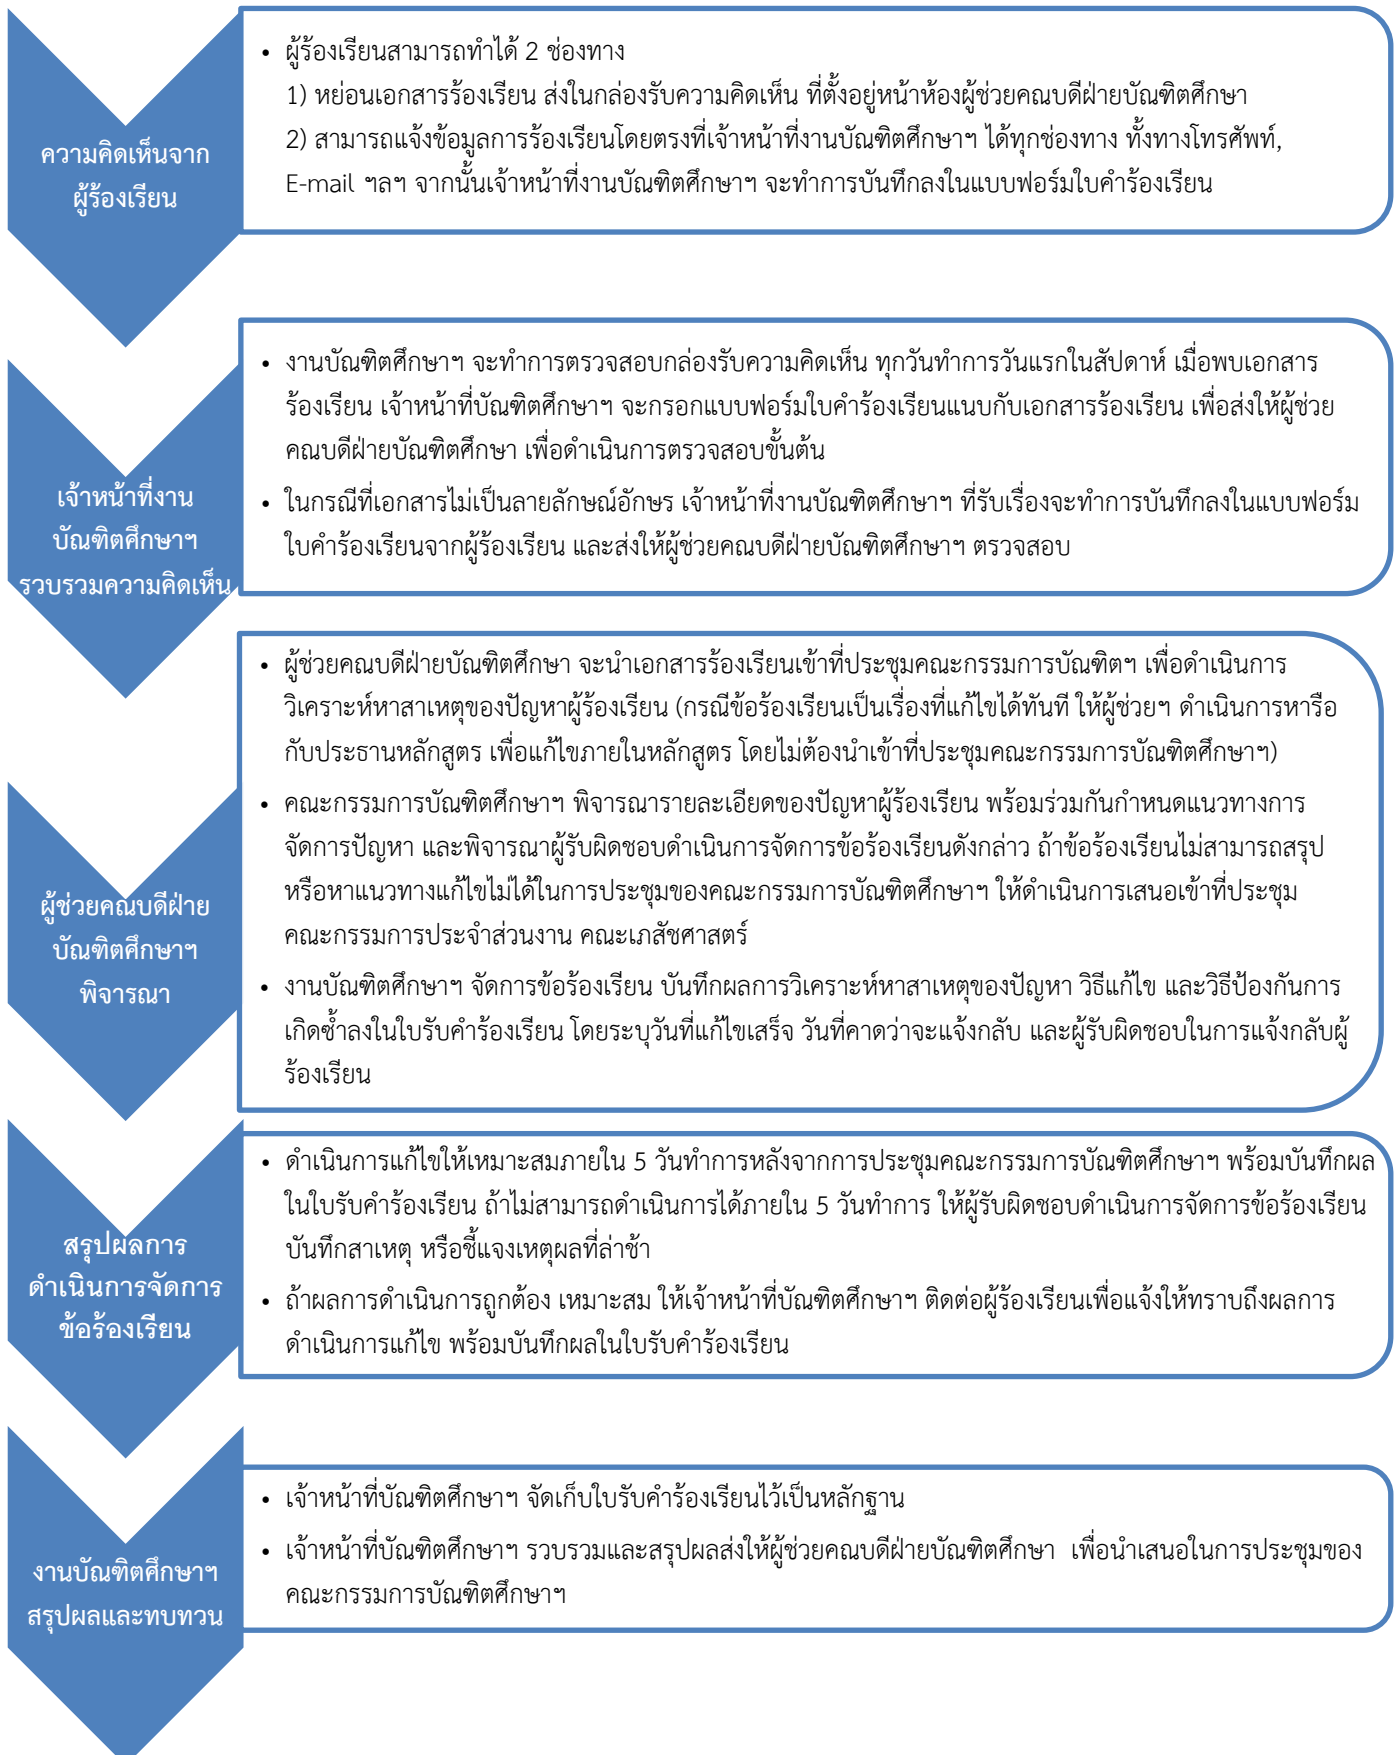 ความคิดเห็นจาก
ผู้ร้องเรียน
• ผู้ร้องเรียนสามารถทำได้ 2 ช่องทาง
1) หย่อนเอกสารร้องเรียน ส่งในกล่องรับความคิดเห็น ที่ตั้งอยู่หน้าห้องผู้ช่วยคณบดีฝ่ายบัณฑิตศึกษา
2) สามารถแจ้งข้อมูลการร้องเรียนโดยตรงที่เจ้าหน้าที่งานบัณฑิตศึกษาฯ ได้ทุกช่องทาง ทั้งทางโทรศัพท์,
E-mail ฯลฯ จากนั้นเจ้าหน้าที่งานบัณฑิตศึกษาฯ จะทำการบันทึกลงในแบบฟอร์มใบคำร้องเรียน
เจ้าหน้าที่งาน
บัณฑิตศึกษาฯ
รวบรวมความคิดเห็น
• งานบัณฑิตศึกษาฯ จะทำการตรวจสอบกล่องรับความคิดเห็น ทุกวันทำการวันแรกในสัปดาห์ เมื่อพบเอกสาร
ร้องเรียน เจ้าหน้าที่บัณฑิตศึกษาฯ จะกรอกแบบฟอร์มใบคำร้องเรียนแนบกับเอกสารร้องเรียน เพื่อส่งให้ผู้ช่วย
คณบดีฝ่ายบัณฑิตศึกษา เพื่อดำเนินการตรวจสอบขั้นต้น
• ในกรณีที่เอกสารไม่เป็นลายลักษณ์อักษร เจ้าหน้าที่งานบัณฑิตศึกษาฯ ที่รับเรื่องจะทำการบันทึกลงในแบบฟอร์ม
ใบคำร้องเรียนจากผู้ร้องเรียน และส่งให้ผู้ช่วยคณบดีฝ่ายบัณฑิตศึกษาฯ ตรวจสอบ
ผู้ช่วยคณบดีฝ่าย
บัณฑิตศึกษาฯ
พิจารณา
• ผู้ช่วยคณบดีฝ่ายบัณฑิตศึกษา จะนำเอกสารร้องเรียนเข้าที่ประชุมคณะกรรมการบัณฑิตฯ เพื่อดำเนินการ
วิเคราะห์หาสาเหตุของปัญหาผู้ร้องเรียน (กรณีข้อร้องเรียนเป็นเรื่องที่แก้ไขได้ทันที ให้ผู้ช่วยฯ ดำเนินการหารือ
กับประธานหลักสูตร เพื่อแก้ไขภายในหลักสูตร โดยไม่ต้องนำเข้าที่ประชุมคณะกรรมการบัณฑิตศึกษาฯ)
• คณะกรรมการบัณฑิตศึกษาฯ พิจารณารายละเอียดของปัญหาผู้ร้องเรียน พร้อมร่วมกันกำหนดแนวทางการ
จัดการปัญหา และพิจารณาผู้รับผิดชอบดำเนินการจัดการข้อร้องเรียนดังกล่าว ถ้าข้อร้องเรียนไม่สามารถสรุป
หรือหาแนวทางแก้ไขไม่ได้ในการประชุมของคณะกรรมการบัณฑิตศึกษาฯ ให้ดำเนินการเสนอเข้าที่ประชุม
คณะกรรมการประจำส่วนงาน คณะเภสัชศาสตร์
• งานบัณฑิตศึกษาฯ จัดการข้อร้องเรียน บันทึกผลการวิเคราะห์หาสาเหตุของปัญหา วิธีแก้ไข และวิธีป้องกันการ
เกิดซ้ำลงในใบรับคำร้องเรียน โดยระบุวันที่แก้ไขเสร็จ วันที่คาดว่าจะแจ้งกลับ และผู้รับผิดชอบในการแจ้งกลับผู้
ร้องเรียน
สรุปผลการ
ดำเนินการจัดการ
ข้อร้องเรียน
• ดำเนินการแก้ไขให้เหมาะสมภายใน 5 วันทำการหลังจากการประชุมคณะกรรมการบัณฑิตศึกษาฯ พร้อมบันทึกผล
ในใบรับคำร้องเรียน ถ้าไม่สามารถดำเนินการได้ภายใน 5 วันทำการ ให้ผู้รับผิดชอบดำเนินการจัดการข้อร้องเรียน
บันทึกสาเหตุ หรือชี้แจงเหตุผลที่ล่าช้า
• ถ้าผลการดำเนินการถูกต้อง เหมาะสม ให้เจ้าหน้าที่บัณฑิตศึกษาฯ ติดต่อผู้ร้องเรียนเพื่อแจ้งให้ทราบถึงผลการ
ดำเนินการแก้ไข พร้อมบันทึกผลในใบรับคำร้องเรียน
งานบัณฑิตศึกษาฯ
สรุปผลและทบทวน
• เจ้าหน้าที่บัณฑิตศึกษาฯ จัดเก็บใบรับคำร้องเรียนไว้เป็นหลักฐาน
• เจ้าหน้าที่บัณฑิตศึกษาฯ รวบรวมและสรุปผลส่งให้ผู้ช่วยคณบดีฝ่ายบัณฑิตศึกษา เพื่อนำเสนอในการประชุมของ
คณะกรรมการบัณฑิตศึกษาฯ